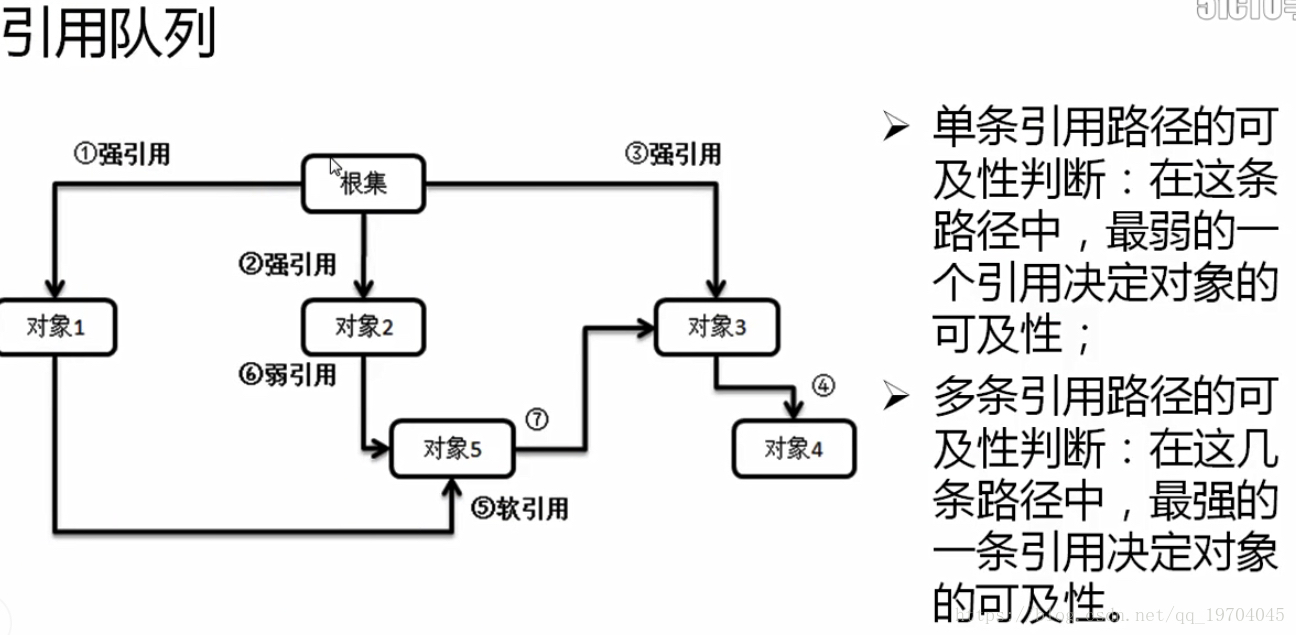 引用队列
①强引用
③强引用
根集
②强引用
对象1
对象2
对象3
⑥弱引用
④
⑦
对象5
对象4
⑤软引用
➢ 单条引用路径的可
及性判断：在这条
路径中，最弱的一
个引用决定对象的
可及性；
➢ 多条引用路径的可
及性判断：在这几
条路径中，最强的
一条引用决定对象
的可及性。
https://blog.csdn.net/qq_19704045